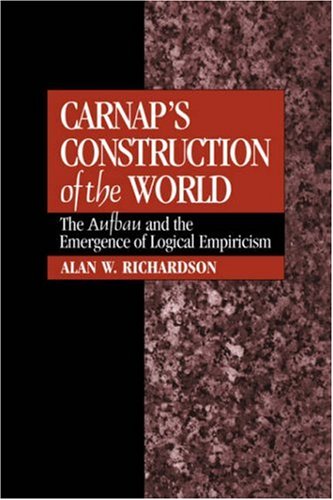 CARNAP'S
CONSTRUCTION
of the WORLD
The Aufbau and the
Emergence of Logical Empiricism
ALAN W. RICHARDSON